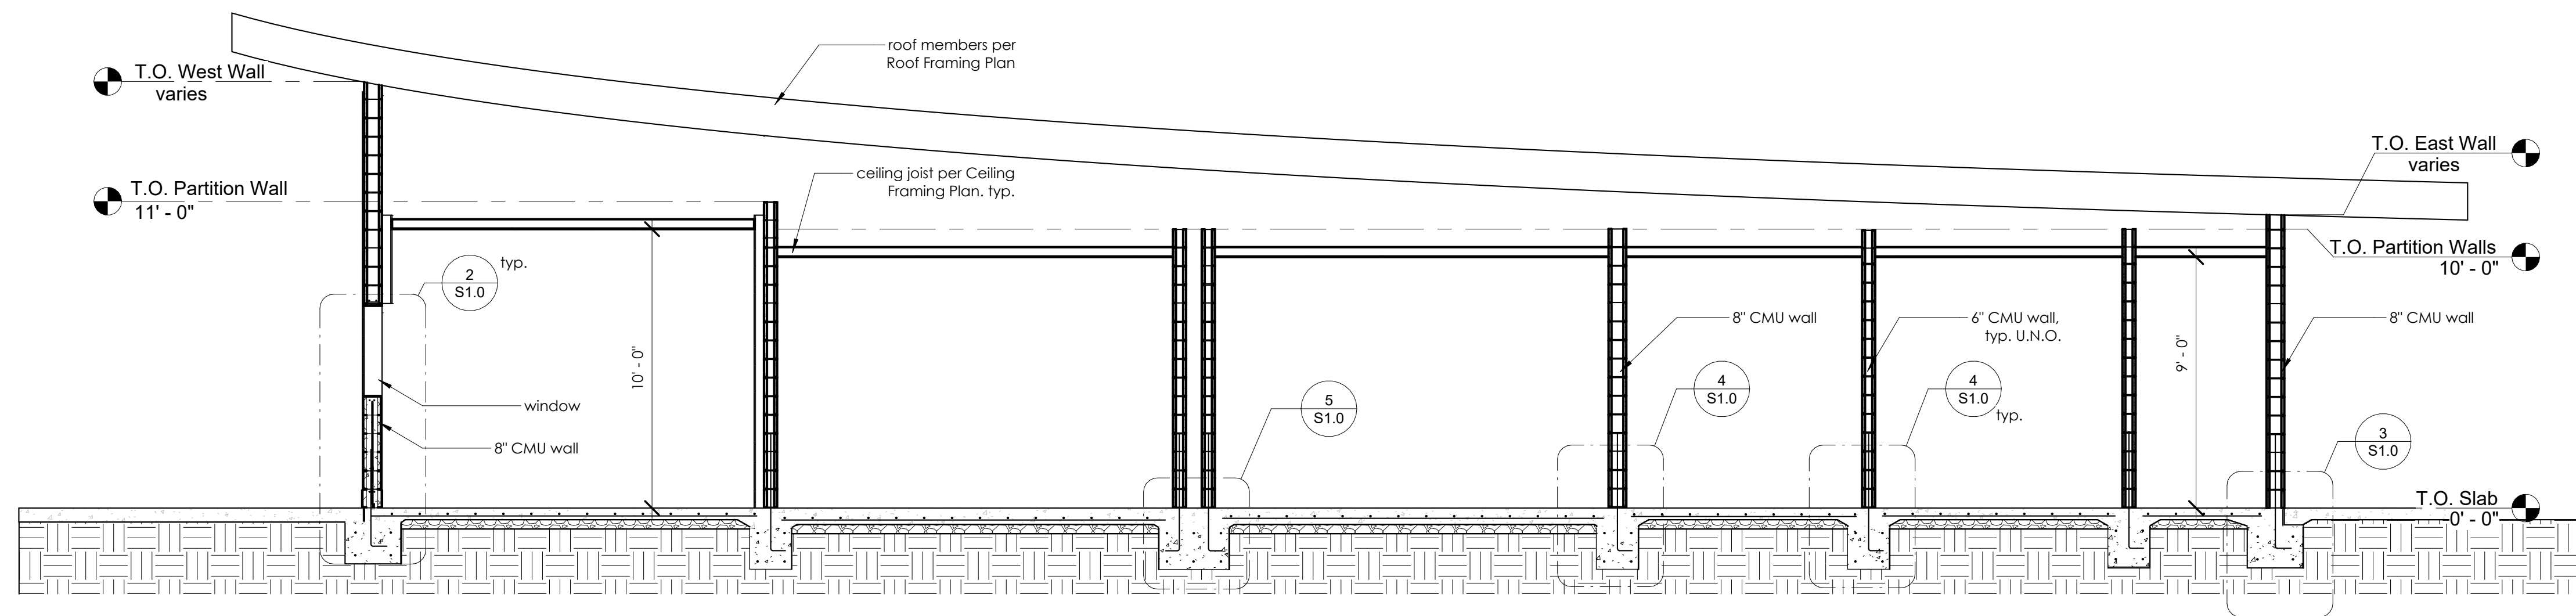 roof members per
Roof Framing Plan
T.O. West Wall
varies
T.O. East Wall
varies
ceiling joist per Ceiling
Framing Plan. typ.
T.O. Partition Wall
11' - 0"
T.O. Partition Walls
10' - 0"
2
S1.0
typ.
8" CMU wall
6" CMU wall,
typ. U.N.O.
8" CMU wall
10' - 0"
9' - 0"
window
8" CMU wall
5
S1.0
4
S1.0
4
S1.0
typ.
3
S1.0
T.O. Slab
0' - 0"